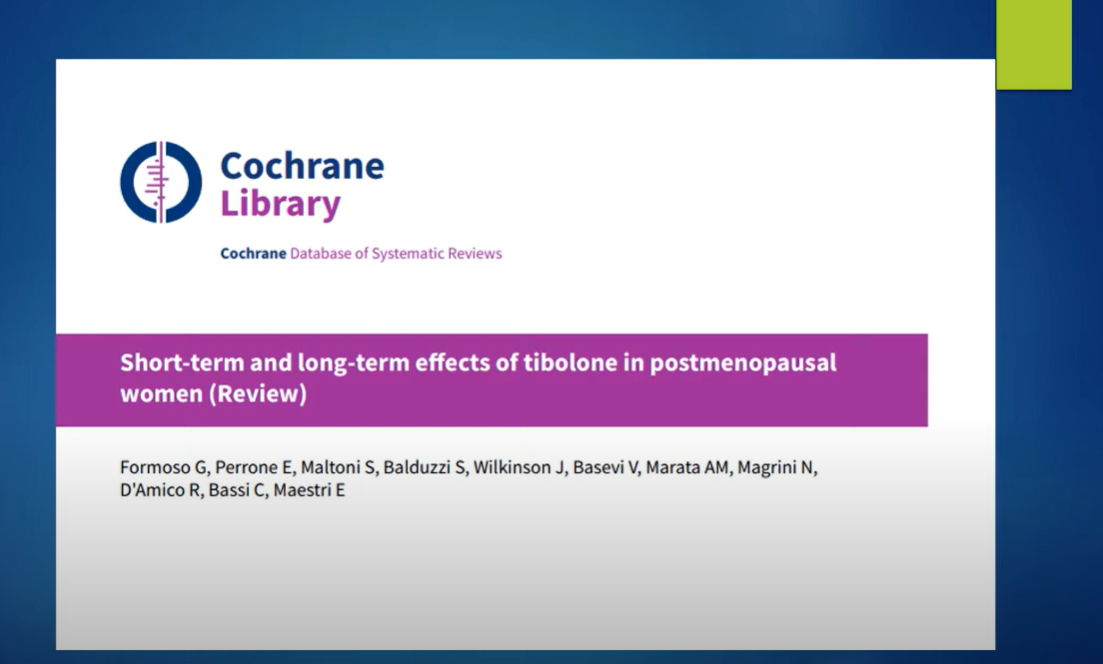 Cochrane
Library
Cochrane Database of Systematic Reviews
Short-term and long-term effects of tibolone in postmenopausal
women (Review)
Formoso G, Perrone E, Maltoni S, Balduzzi S, Wilkinson J, Basevi V, Marata AM, Magrini N,
D'Amico R, Bassi C, Maestri E